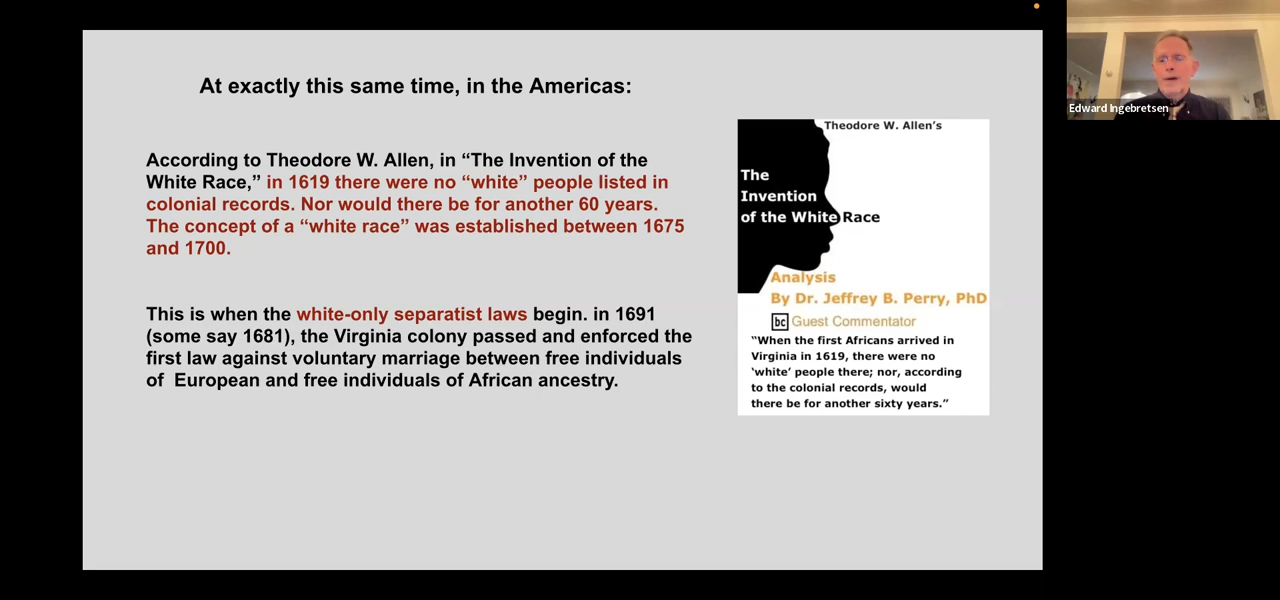 At exactly this same time, in the Americas:
According to Theodore W. Allen, in “The Invention of the
White Race,” in 1619 there were no “white” people listed in
colonial records. Nor would there be for another 60 years.
The concept of a “white race” was established between 1675
and 1700.
This is when the white-only separatist laws begin. in 1691
(some say 1681), the Virginia colony passed and enforced the
first law against voluntary marriage between free individuals
of  European and free individuals of African ancestry.
Theodore W. Allen’s
The
Invention
of the White Race
Analysis
By Dr. Jeffrey B. Perry, PhD
bc Guest Commentator
“When the first Africans arrived in
Virginia in 1619, there were no
‘white’ people there; nor, according
to the colonial records, would
there be for another sixty years.”
Edward Ingebretsen